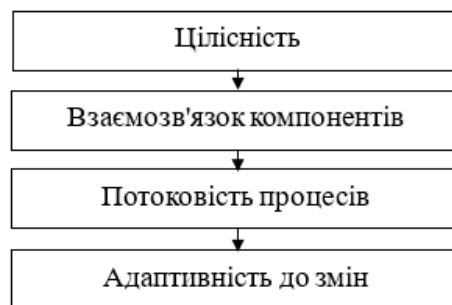 Цілісність
Взаємозв'язок компонентів
Потоковість процесів
Адаптивність до змін